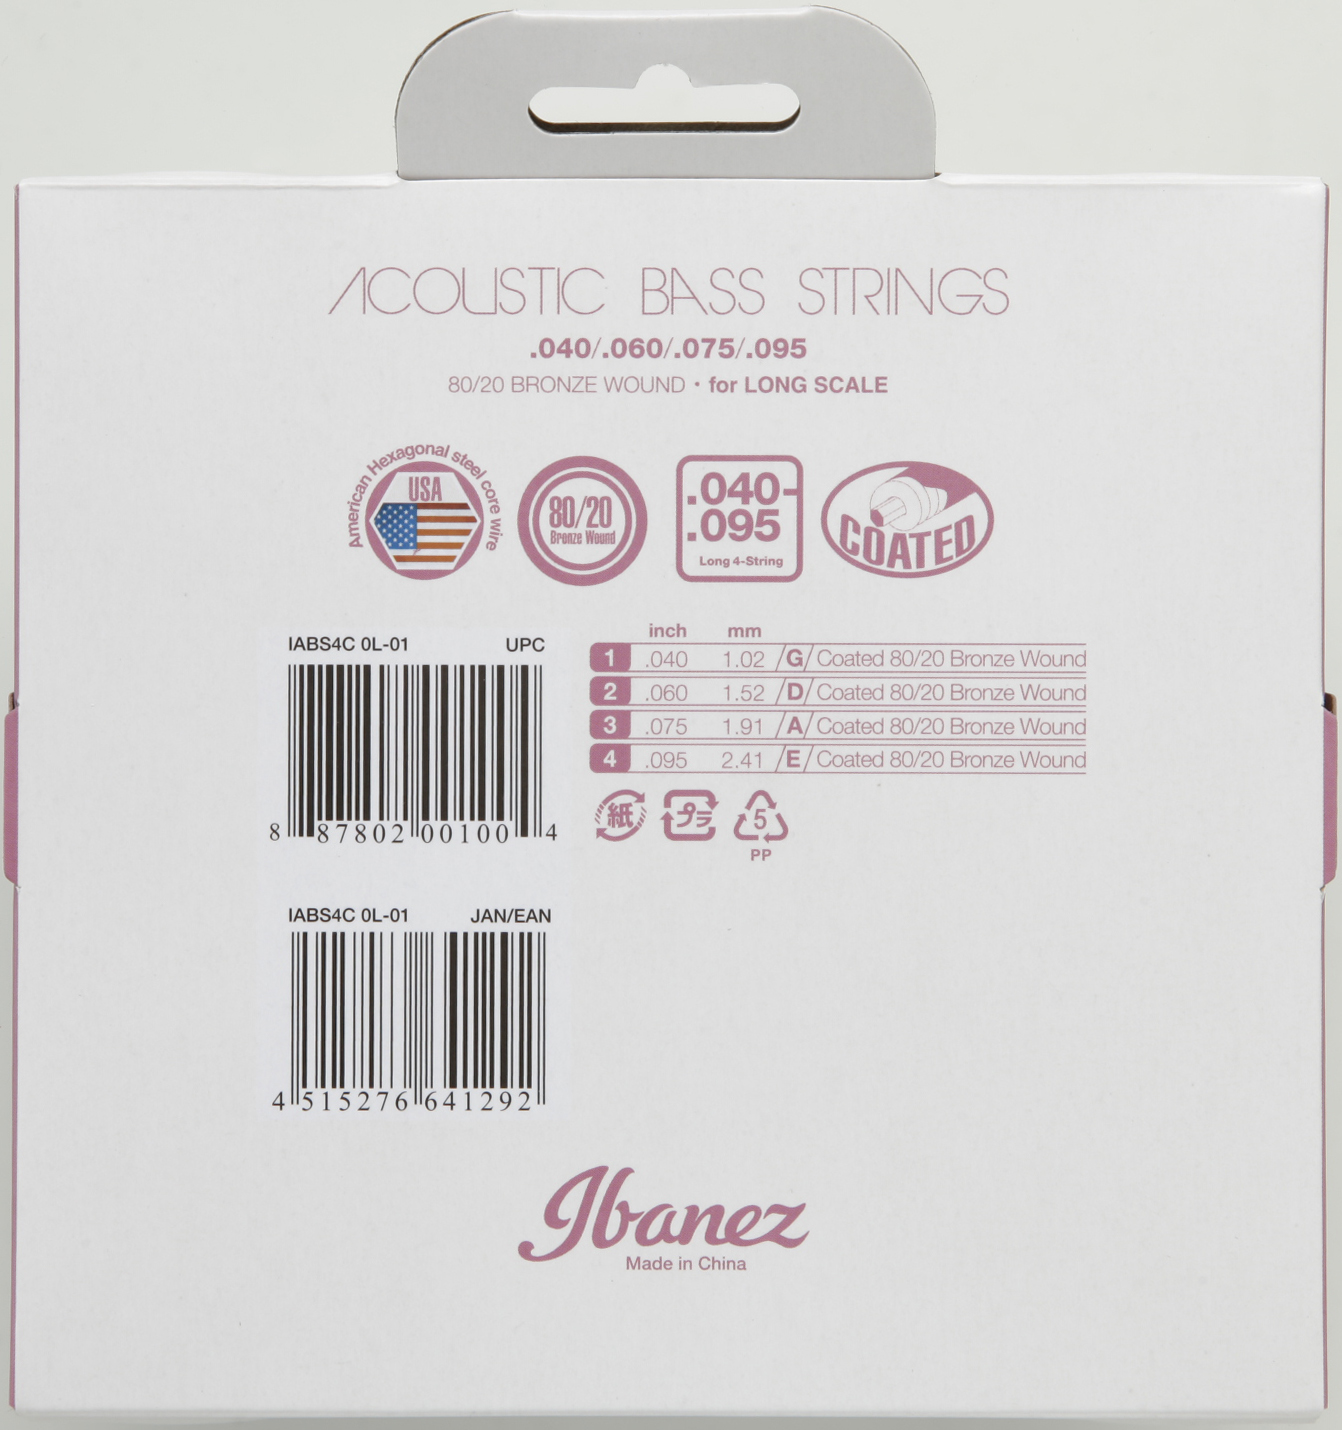 ACOUSTIC BASS STRINGS
.040/.060/.075/.095
80/20 BRONZE WOUND • for LONG SCALE
American Hexagonal steel core wire
USA
80/20
Bronze Wound
.040-
.095
Long 4-String
COATED
IABS4C 0L-01 UPC
8 87802 00100 4
inch mm
1 .040 1.02 /G/ Coated 80/20 Bronze Wound
2 .060 1.52 /D/ Coated 80/20 Bronze Wound
3 .075 1.91 /A/ Coated 80/20 Bronze Wound
4 .095 2.41 /E/ Coated 80/20 Bronze Wound
紙 プラ 5
PP
IABS4C 0L-01 JAN/EAN
4 515276 641292
Ibanez
Made in China